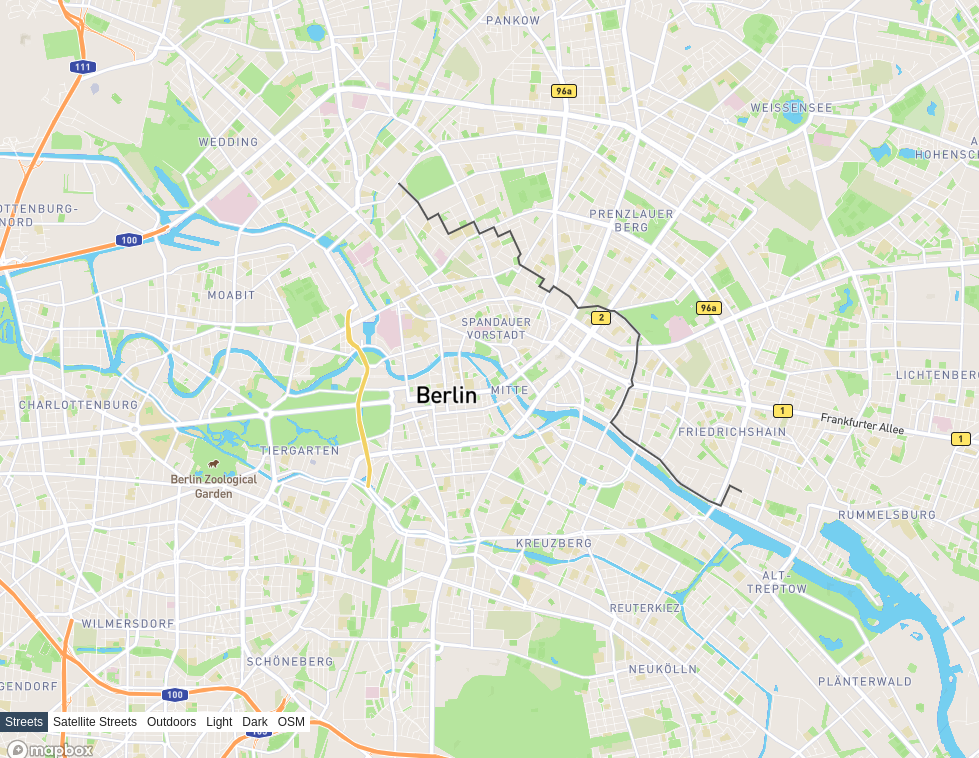 PANKOW
111
96a
WEISSENSEE
WEDDING
A
HOHENSCH
OTTENBURG-
NORD
PRENZLAUER
BERG
100
MOABIT
96a
2
SPANDAUER
VORSTADT
LICHTENBERG
Berlin
MITTE
CHARLOTTENBURG
1
Frankfurter Allee
FRIEDRICHSHAIN
1
TIERGARTEN
Berlin Zoological
Garden
RUMMELSBURG
KREUZBERG
ALT-
TREPTOW
REUTERKIEZ
WILMERSDORF
SCHÖNEBERG
NEUKÖLLN
GENDORF
PLÄNTERWALD
100
Streets Satellite Streets Outdoors Light Dark OSM
mapbox